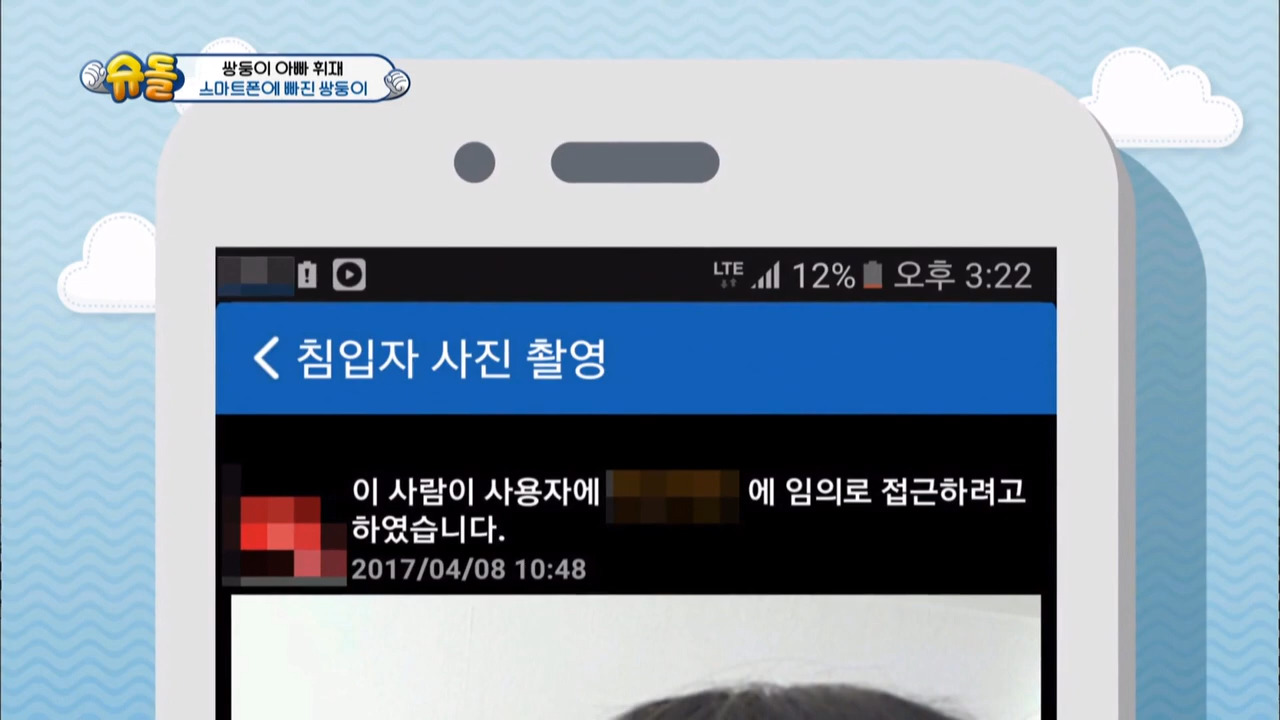 슈돌
쌍둥이 아빠 휘재
스마트폰에 빠진 쌍둥이
LTE 12% 오후 3:22
침입자 사진 촬영
이 사람이 사용자에 에 임의로 접근하려고
하였습니다.
2017/04/08 10:48